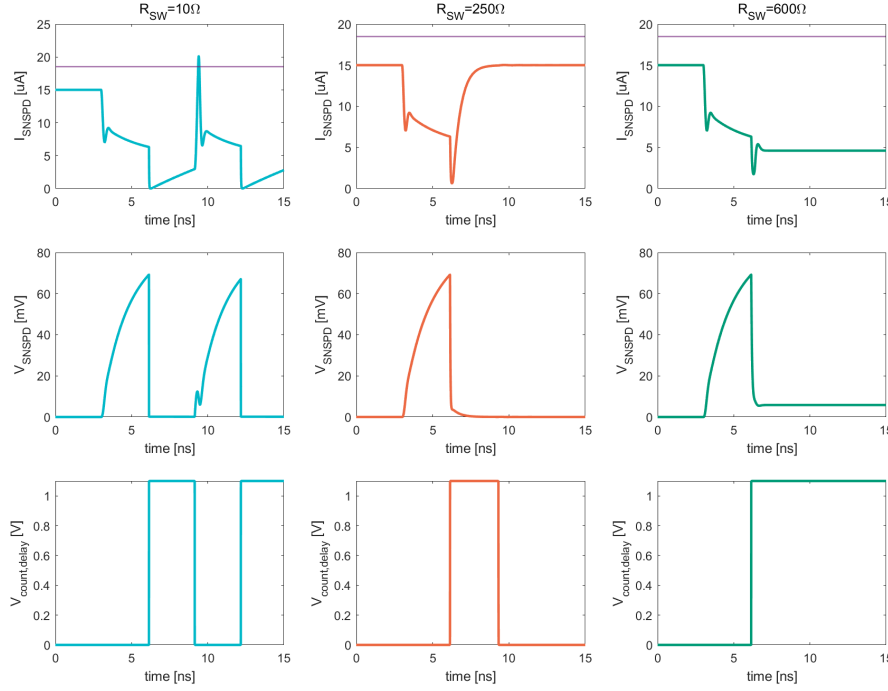 R_SW=10Ω
R_SW=250Ω
R_SW=600Ω
25
20
15
10
5
0
I_SNSPD [uA]
0 5 10 15
time [ns]
20
15
10
5
0
I_SNSPD [uA]
0 5 10 15
time [ns]
20
15
10
5
0
I_SNSPD [uA]
0 5 10 15
time [ns]
80
60
40
20
0
V_SNSPD [mV]
0 5 10 15
time [ns]
80
60
40
20
0
V_SNSPD [mV]
0 5 10 15
time [ns]
80
60
40
20
0
V_SNSPD [mV]
0 5 10 15
time [ns]
1
0.8
0.6
0.4
0.2
0
V_count,delay [V]
0 5 10 15
time [ns]
1
0.8
0.6
0.4
0.2
0
V_count,delay [V]
0 5 10 15
time [ns]
1
0.8
0.6
0.4
0.2
0
V_count,delay [V]
0 5 10 15
time [ns]